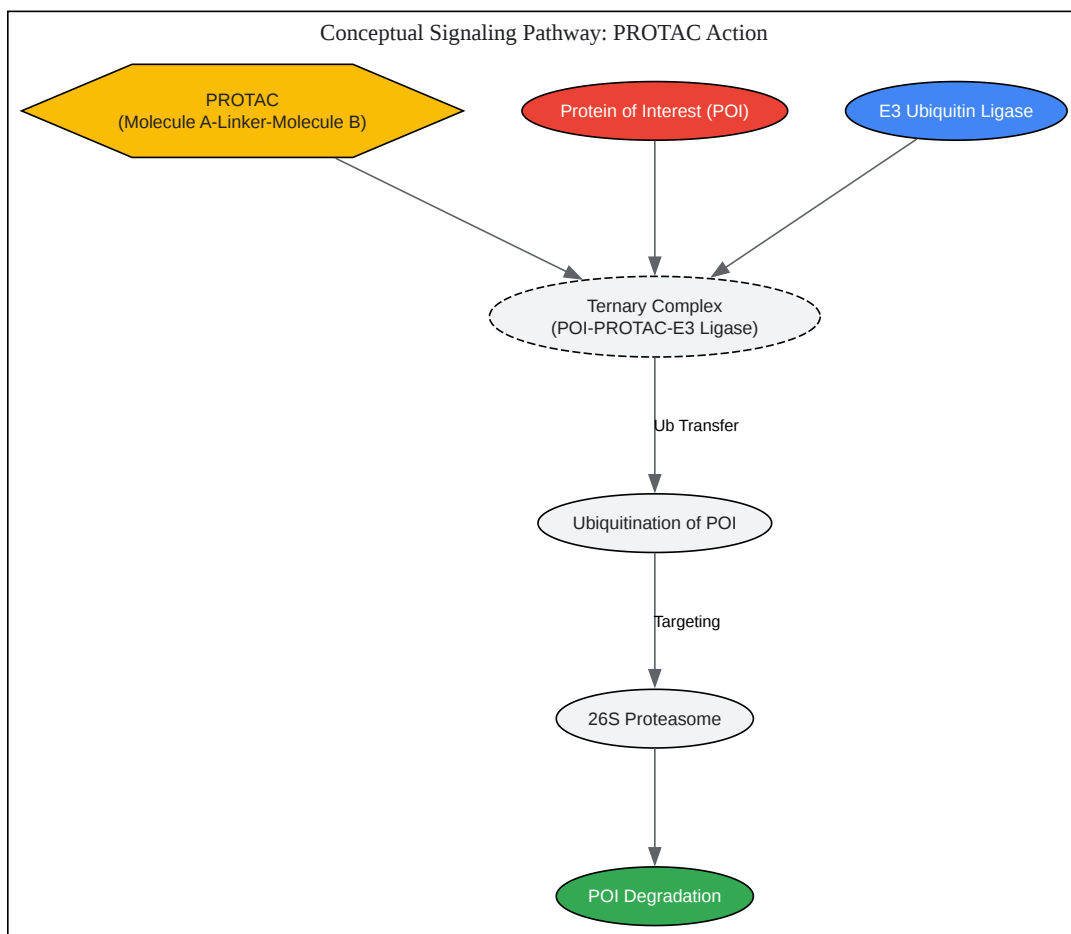 Conceptual Signaling Pathway: PROTAC Action
PROTAC
(Molecule A-Linker-Molecule B)
Protein of Interest (POI)
E3 Ubiquitin Ligase
Ternary Complex
(POI-PROTAC-E3 Ligase)
Ub Transfer
Ubiquitination of POI
Targeting
26S Proteasome
POI Degradation